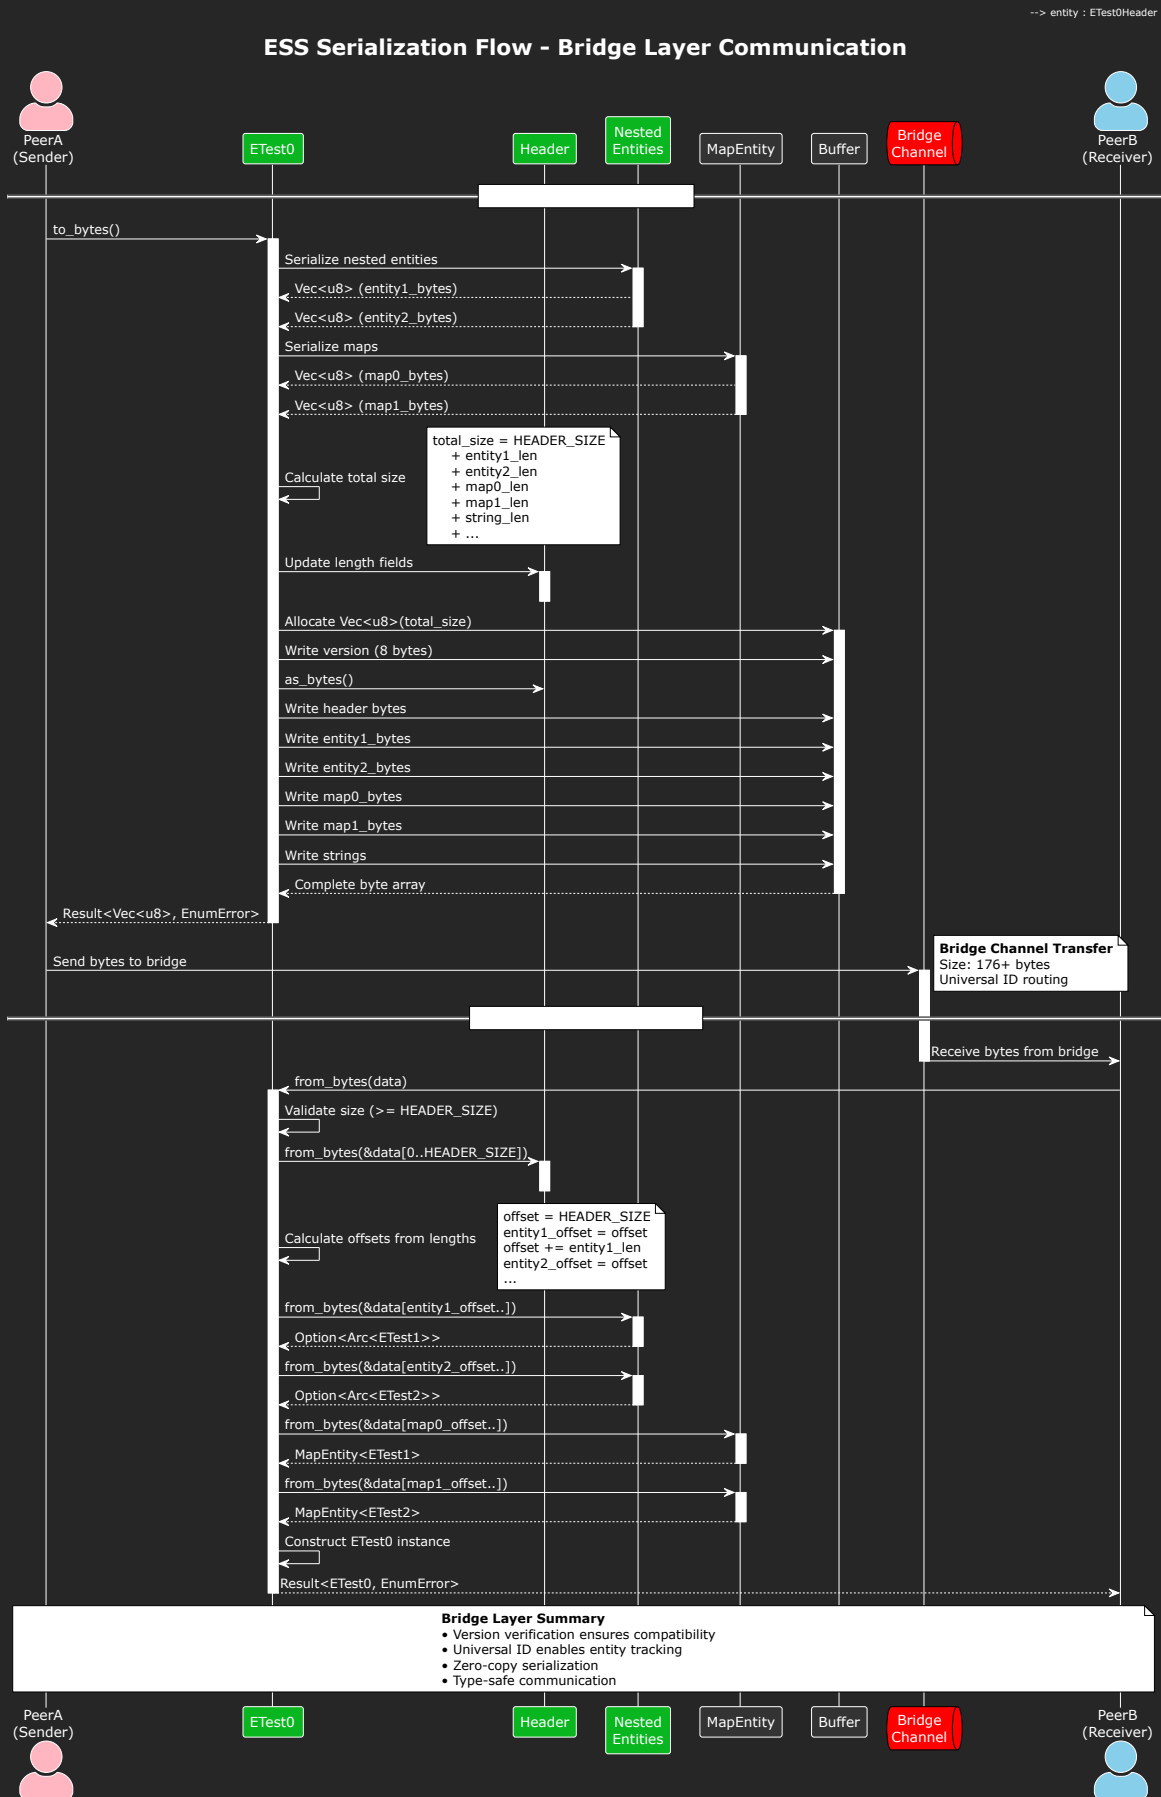 --> entity : ETest0Header
ESS Serialization Flow - Bridge Layer Communication
PeerA
(Sender)
ETest0
Header
Nested
Entities
MapEntity
Buffer
Bridge
Channel
PeerB
(Receiver)
to_bytes()
Serialize nested entities
Vec<u8> (entity1_bytes)
Vec<u8> (entity2_bytes)
Serialize maps
Vec<u8> (map0_bytes)
Vec<u8> (map1_bytes)
Calculate total size
total_size = HEADER_SIZE
+ entity1_len
+ entity2_len
+ map0_len
+ map1_len
+ string_len
+ ...
Update length fields
Allocate Vec<u8>(total_size)
Write version (8 bytes)
as_bytes()
Write header bytes
Write entity1_bytes
Write entity2_bytes
Write map0_bytes
Write map1_bytes
Write strings
Complete byte array
Result<Vec<u8>, EnumError>
Send bytes to bridge
Bridge Channel Transfer
Size: 176+ bytes
Universal ID routing
Receive bytes from bridge
from_bytes(data)
Validate size (>= HEADER_SIZE)
from_bytes(&data[0..HEADER_SIZE])
Calculate offsets from lengths
offset = HEADER_SIZE
entity1_offset = offset
offset += entity1_len
entity2_offset = offset
...
from_bytes(&data[entity1_offset..])
Option<Arc<ETest1>>
from_bytes(&data[entity2_offset..])
Option<Arc<ETest2>>
from_bytes(&data[map0_offset..])
MapEntity<ETest1>
from_bytes(&data[map1_offset..])
MapEntity<ETest2>
Construct ETest0 instance
Result<ETest0, EnumError>
Bridge Layer Summary
• Version verification ensures compatibility
• Universal ID enables entity tracking
• Zero-copy serialization
• Type-safe communication
PeerA
(Sender)
ETest0
Header
Nested
Entities
MapEntity
Buffer
Bridge
Channel
PeerB
(Receiver)